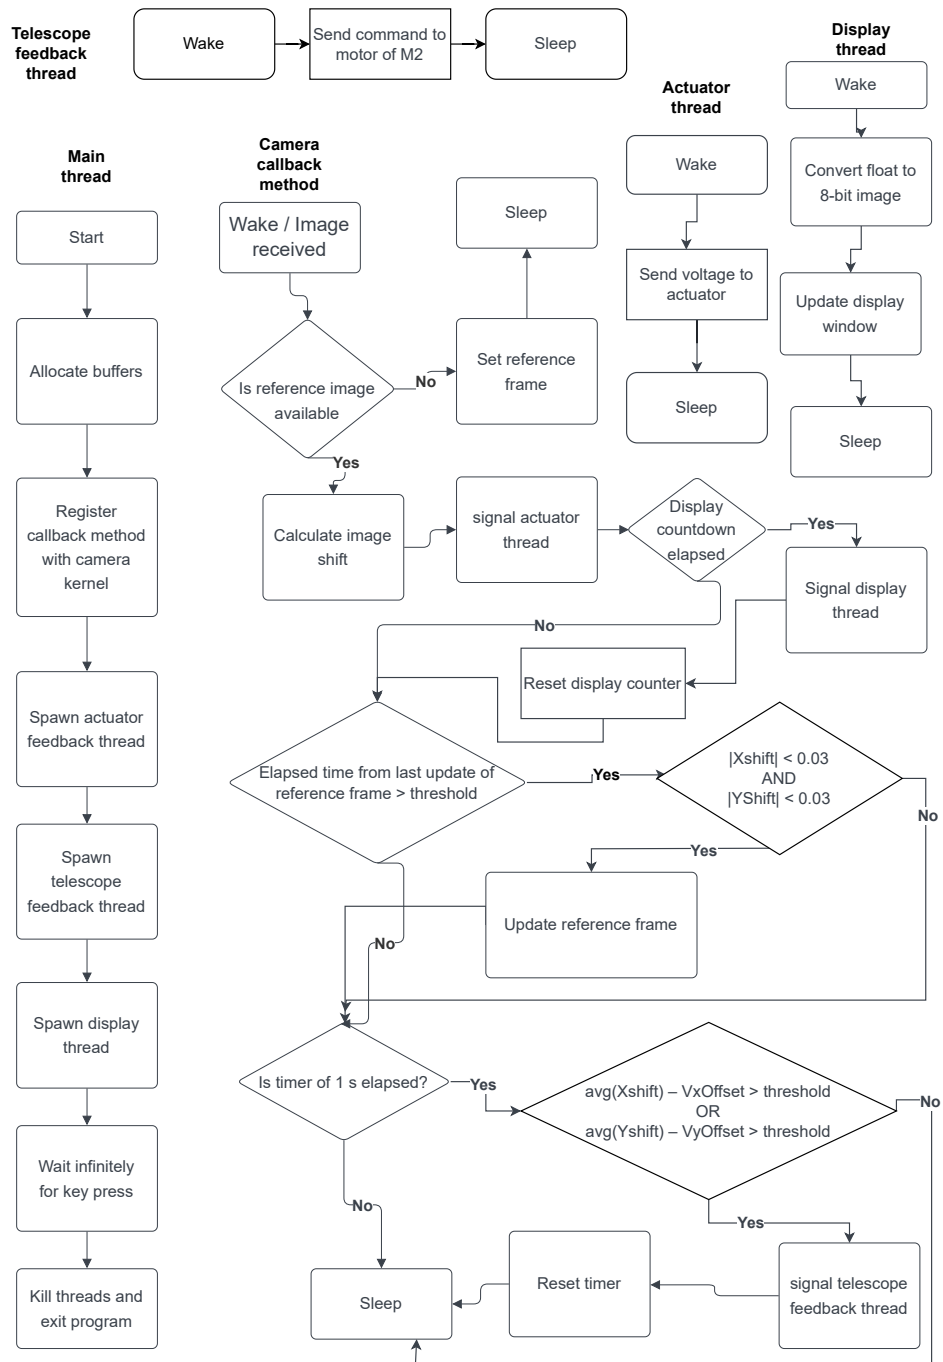 Telescope
feedback
thread
Wake
Send command to
motor of M2
Sleep
Display
thread
Wake
Convert float to
8-bit image
Update display
window
Sleep
Actuator
thread
Wake
Send voltage to
actuator
Sleep
Main
thread
Start
Allocate buffers
Register
callback method
with camera
kernel
Spawn actuator
feedback thread
Spawn
telescope
feedback thread
Spawn display
thread
Wait infinitely
for key press
Kill threads and
exit program
Camera
callback
method
Wake / Image
received
Is reference image
available
No
Set reference
frame
Sleep
Yes
Calculate image
shift
signal actuator
thread
Display
countdown
elapsed
Yes
Signal display
thread
No
Reset display counter
Elapsed time from last update of
reference frame > threshold
Yes
|Xshift| < 0.03
AND
|YShift| < 0.03
No
Yes
Update reference frame
No
Is timer of 1 s elapsed?
Yes
avg(Xshift) – VxOffset > threshold
OR
avg(Yshift) – VyOffset > threshold
No
No
Yes
Sleep
Reset timer
signal telescope
feedback thread